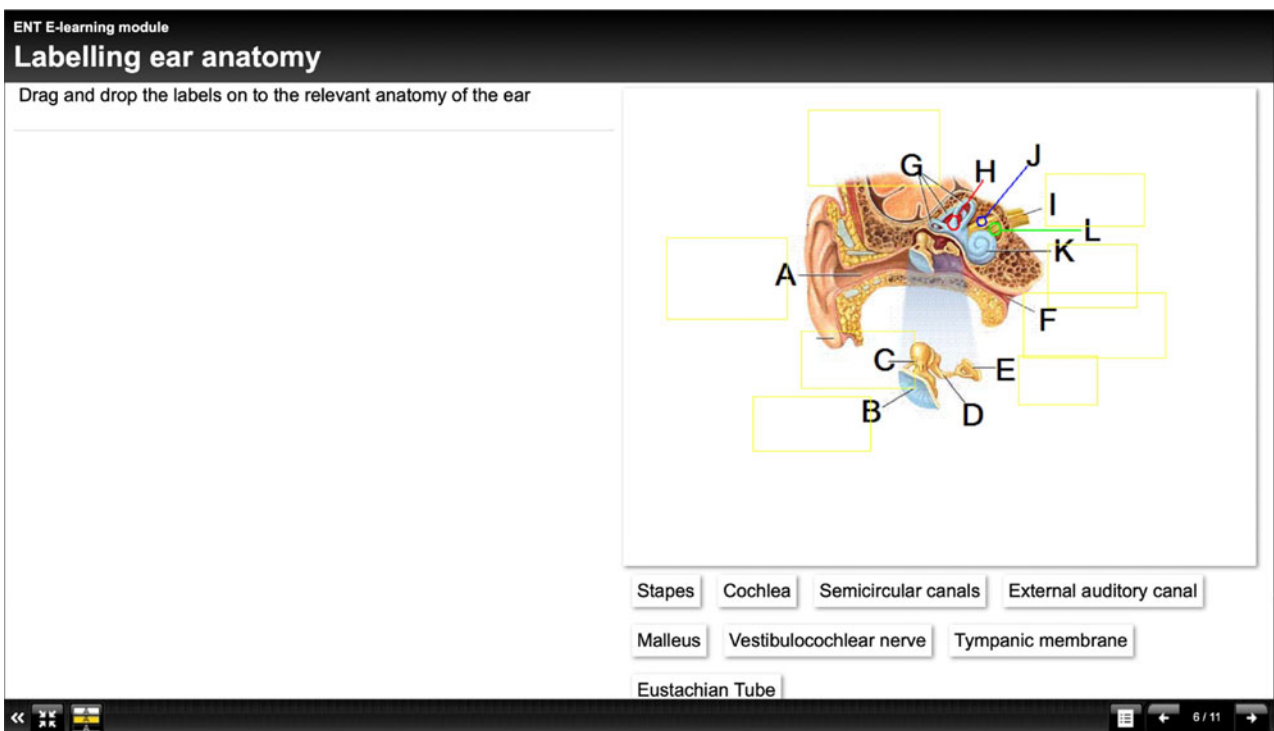 ENT E-learning module
Labelling ear anatomy
Drag and drop the labels on to the relevant anatomy of the ear
G
H
J
I
L
K
A
F
C
E
B
D
Stapes
Cochlea
Semicircular canals
External auditory canal
Malleus
Vestibulocochlear nerve
Tympanic membrane
Eustachian Tube
6 / 11